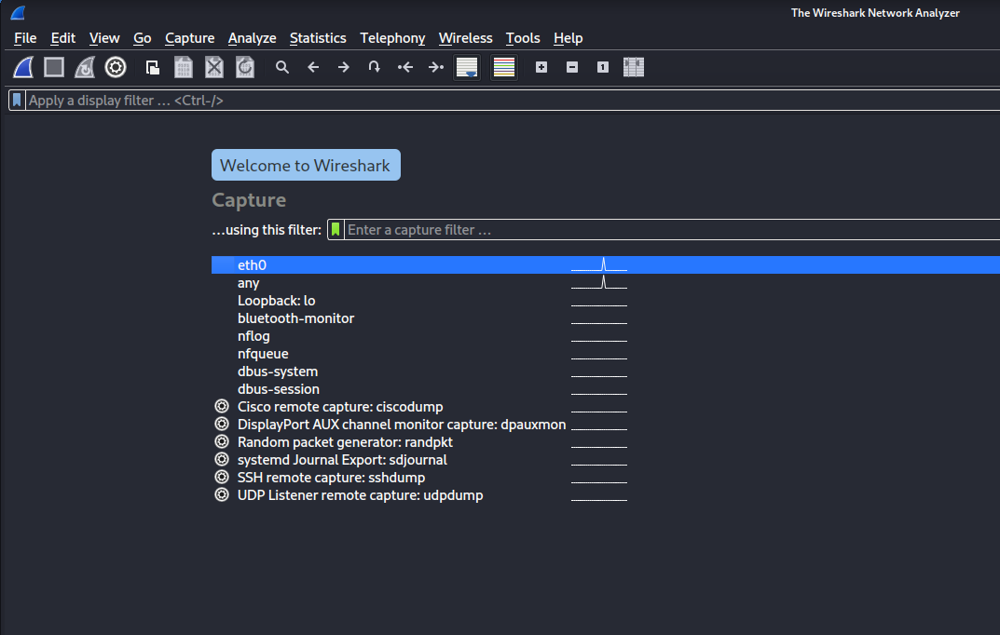 The Wireshark Network Analyzer
File Edit View Go Capture Analyze Statistics Telephony Wireless Tools Help
Apply a display filter … <Ctrl-/>
Welcome to Wireshark
Capture
…using this filter: Enter a capture filter …
eth0
any
Loopback: lo
bluetooth-monitor
nflog
nfqueue
dbus-system
dbus-session
Cisco remote capture: ciscodump
DisplayPort AUX channel monitor capture: dpauxmon
Random packet generator: randpkt
systemd Journal Export: sdjournal
SSH remote capture: sshdump
UDP Listener remote capture: udpdump